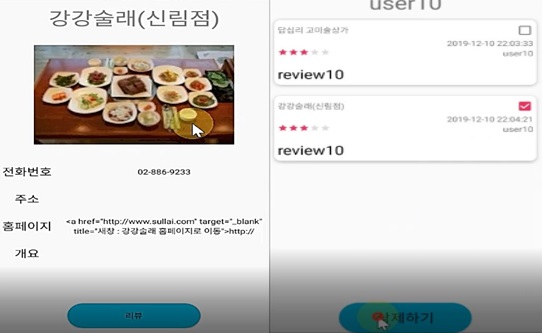 강강술래(신림점)
전화번호
02-886-9233
주소
홈페이지
<a href="http://www.sullai.com" target="_blank"
title="새창 : 강강술래 홈페이지로 이동">http://
개요
리뷰
user10
답십리 고미술상가
2019-12-10 22:03:33
user10
review10
강강술래(신림점)
2019-12-10 22:04:21
user10
review10
제하기